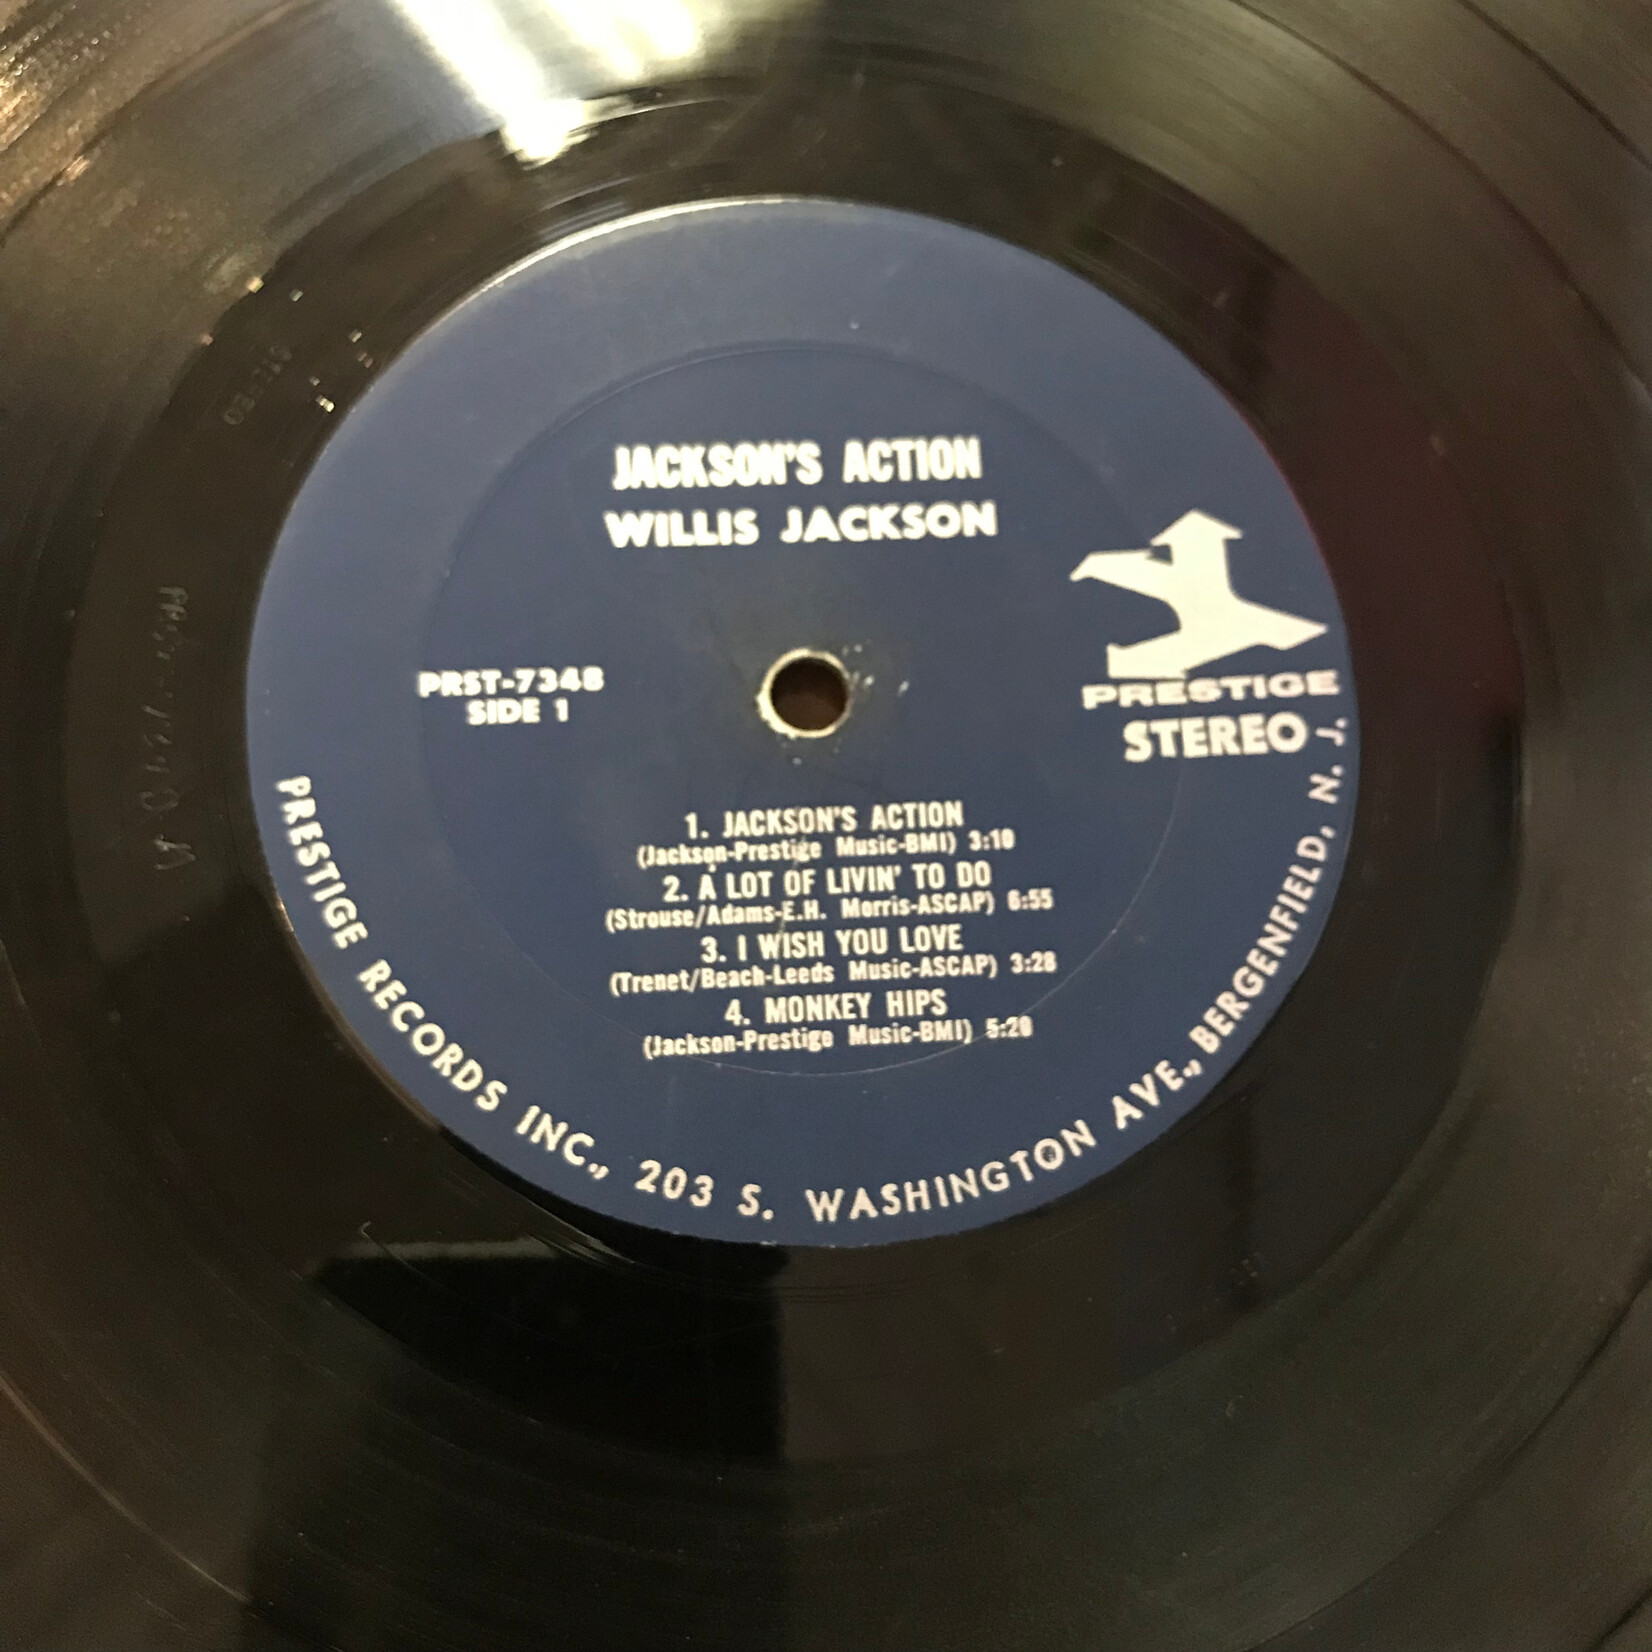 JACKSON'S ACTION
WILLIS JACKSON
PRST-7348
SIDE 1
PRESTIGE
STEREO
1. JACKSON'S ACTION
(Jackson-Prestige Music-BMI) 3:10
2. A LOT OF LIVIN' TO DO
(Strouse/Adams-E.H. Morris-ASCAP) 6:55
3. I WISH YOU LOVE
(Trenet/Beach-Leeds Music-ASCAP) 3:28
4. MONKEY HIPS
(Jackson-Prestige Music-BMI) 5:20
PRESTIGE RECORDS INC., 203 S. WASHINGTON AVE., BERGENFIELD, N. J.
STEREO